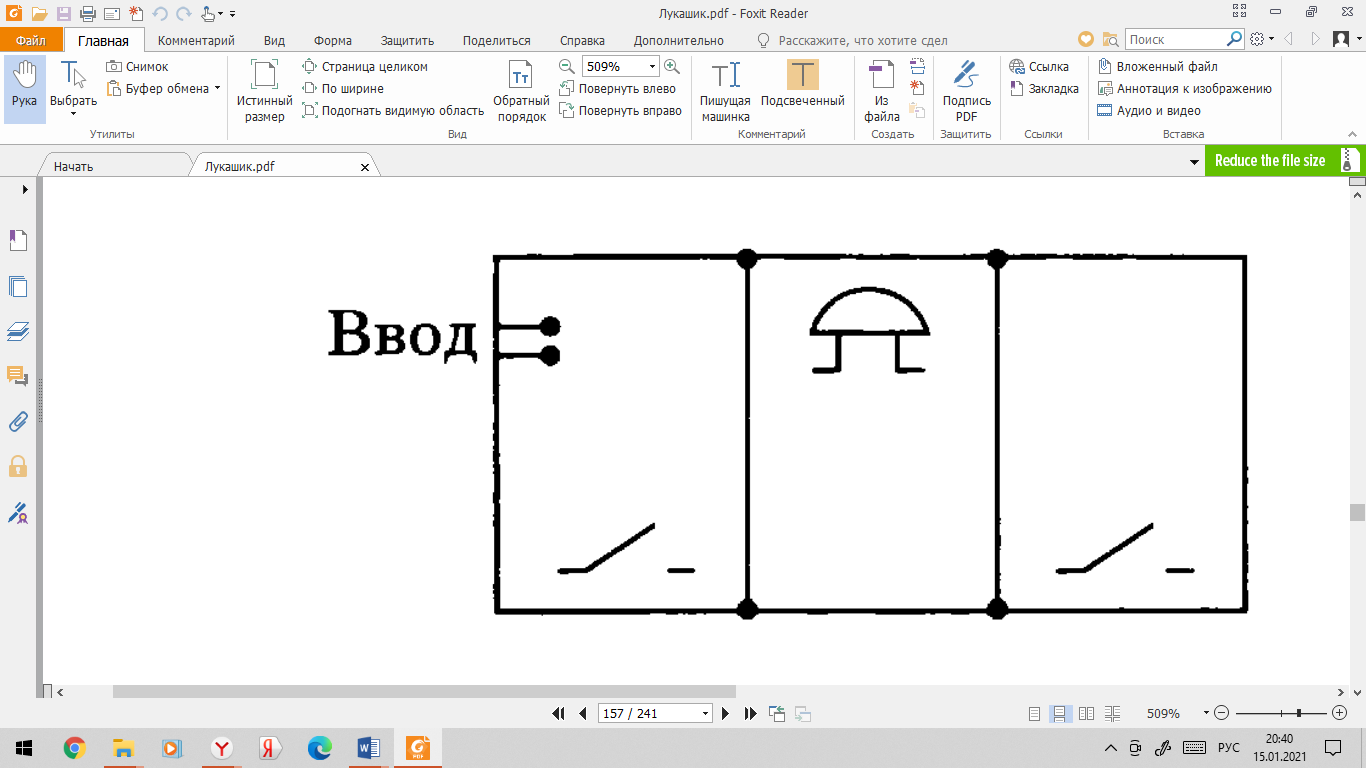 Лукашик.pdf - Foxit Reader
Файл
Главная
Комментарий
Вид
Форма
Защитить
Поделиться
Справка
Дополнительно
Расскажите, что хотите сдел
Поиск
Рука
Выбрать
Снимок
Буфер обмена
Утилиты
Истинный
размер
Страница целиком
По ширине
Подогнать видимую область
Обратный
порядок
509%
Повернуть влево
Повернуть вправо
Вид
Пишущая
машинка
Подсвеченный
Комментарий
Из
файла
Создать
Подпись
PDF
Защитить
Ссылка
Закладка
Ссылки
Вложенный файл
Аннотация к изображению
Аудио и видео
Вставка
Начать
Лукашик.pdf
Reduce the file size
Ввод
157 / 241
509%
РУС
20:40
15.01.2021